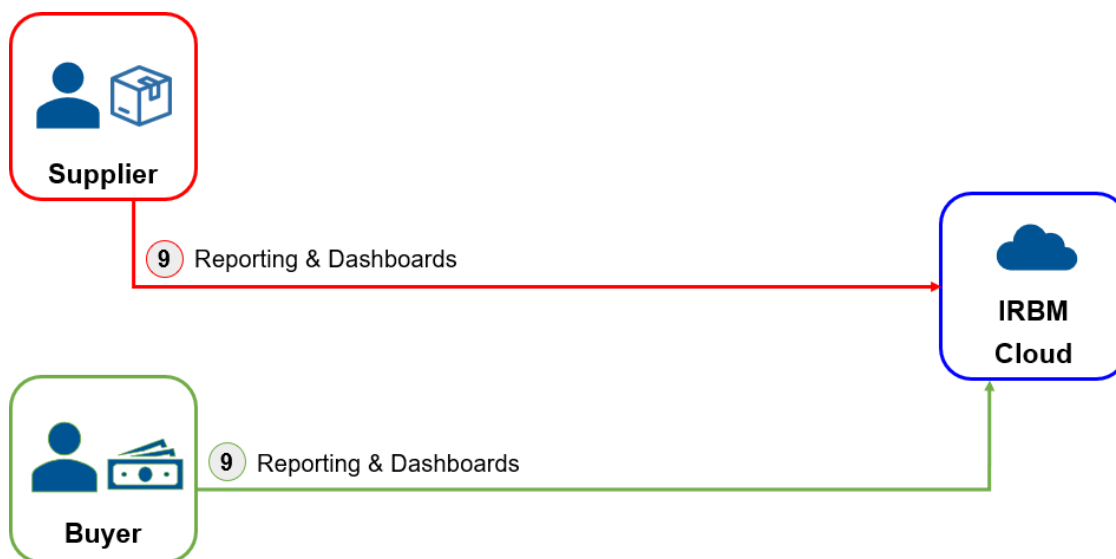 Supplier
9 Reporting & Dashboards
IRBM
Cloud
9 Reporting & Dashboards
Buyer